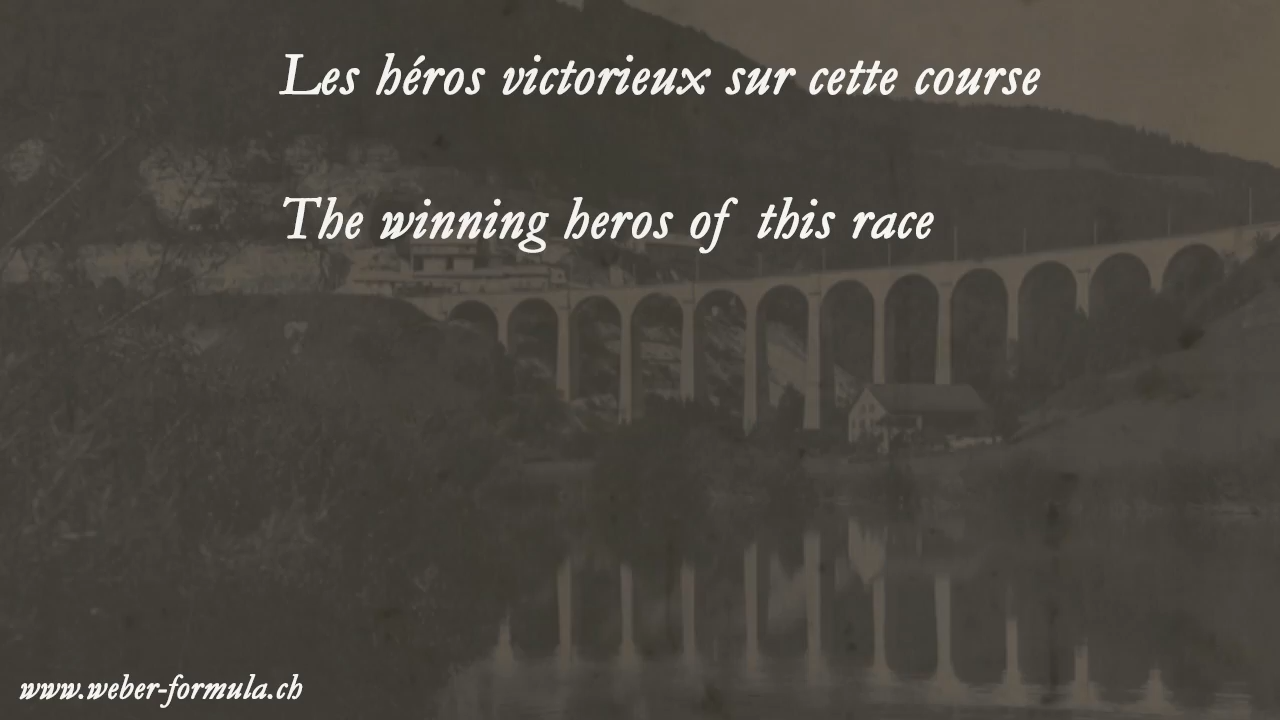 Les héros victorieux sur cette course
The winning heros of this race
www.weber-formula.ch